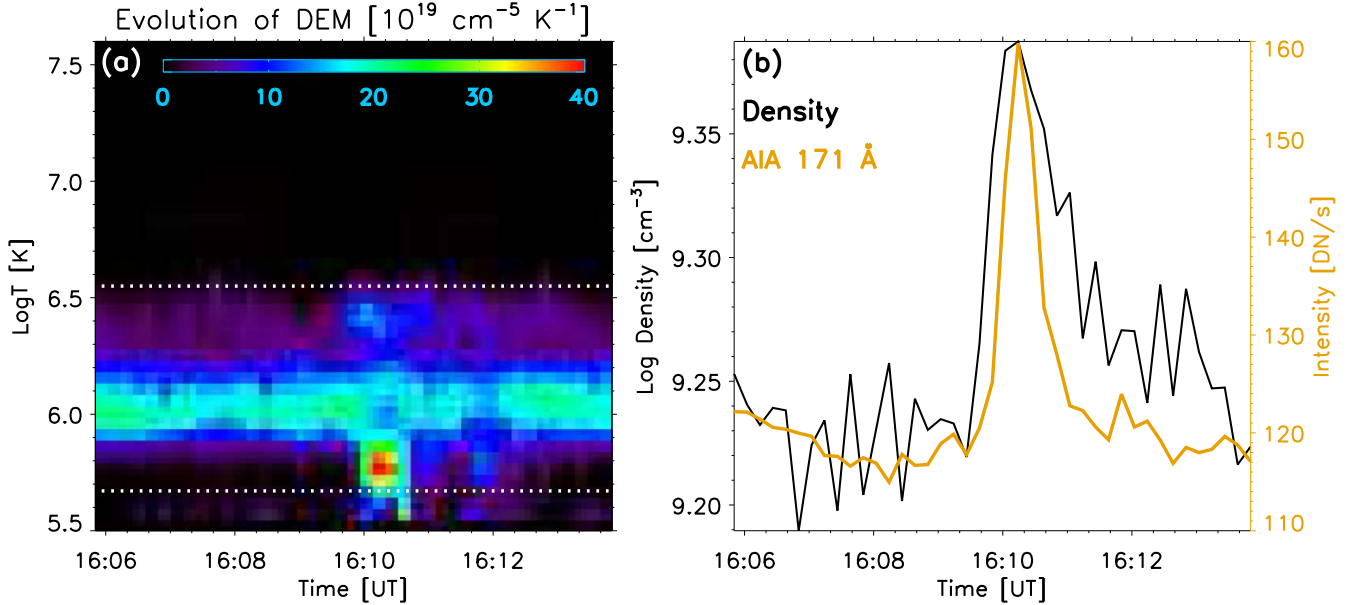 Evolution of DEM [10¹⁹ cm⁻⁵ K⁻¹]
(a)
0 10 20 30 40
7.5
7.0
6.5
6.0
5.5
LogT [K]
16:06 16:08 16:10 16:12
Time [UT]
(b)
Density
AIA 171 Å
9.35
9.30
9.25
9.20
Log Density [cm⁻³]
160
150
140
130
120
110
Intensity [DN/s]
16:06 16:08 16:10 16:12
Time [UT]